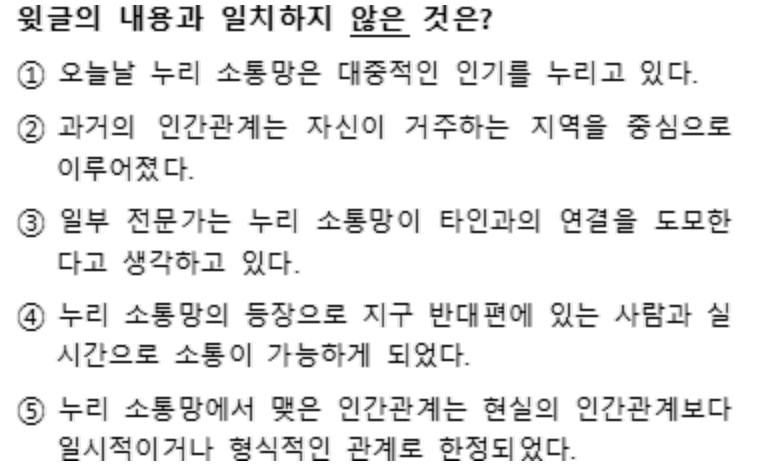 윗글의 내용과 일치하지 않은 것은?
① 오늘날 누리 소통망은 대중적인 인기를 누리고 있다.
② 과거의 인간관계는 자신이 거주하는 지역을 중심으로
이루어졌다.
③ 일부 전문가는 누리 소통망이 타인과의 연결을 도모한
다고 생각하고 있다.
④ 누리 소통망의 등장으로 지구 반대편에 있는 사람과 실
시간으로 소통이 가능하게 되었다.
⑤ 누리 소통망에서 맺은 인간관계는 현실의 인간관계보다
일시적이거나 형식적인 관계로 한정되었다.